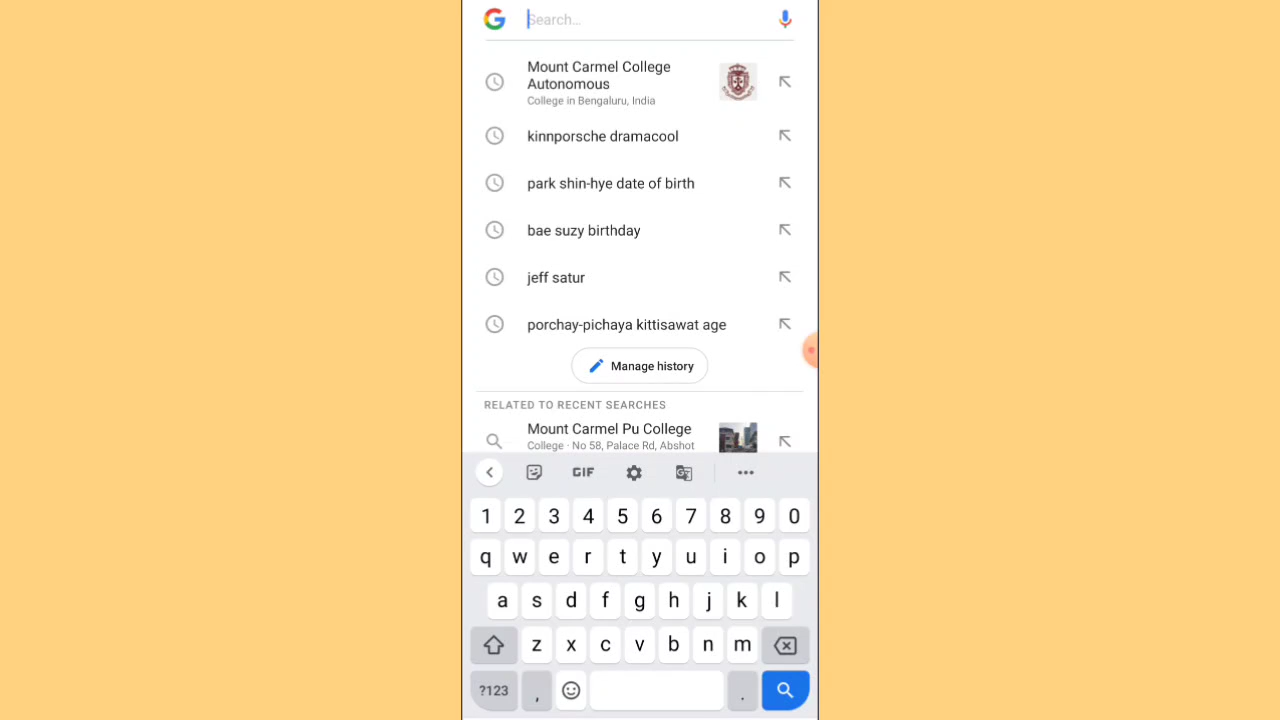 Search...
Mount Carmel College
Autonomous
College in Bengaluru, India
kinnporsche dramacool
park shin-hye date of birth
bae suzy birthday
jeff satur
porchay-pichaya kittisawat age
Manage history
RELATED TO RECENT SEARCHES
Mount Carmel Pu College
College · No 58, Palace Rd, Abshot
GIF
1 2 3 4 5 6 7 8 9 0
q w e r t y u i o p
a s d f g h j k l
z x c v b n m
?123 , .